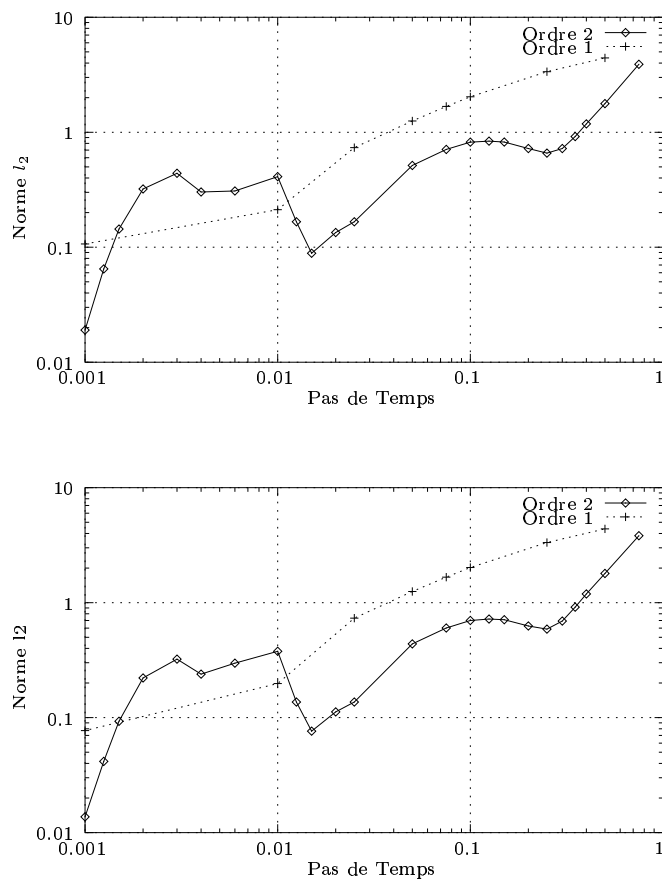 10
1
0.1
0.01
0.001
0.01
0.1
1
Norme l₂
Pas de Temps
Ordre 2
Ordre 1
10
1
0.1
0.01
0.001
0.01
0.1
1
Norme l2
Pas de Temps
Ordre 2
Ordre 1